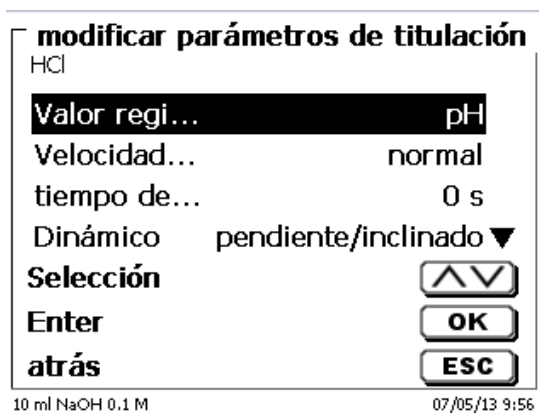 modificar parámetros de titulación
HCl
Valor regi... pH
Velocidad... normal
tiempo de... 0 s
Dinámico pendiente/inclinado ▼
Selección
Enter OK
atrás ESC
10 ml NaOH 0.1 M 07/05/13 9:56